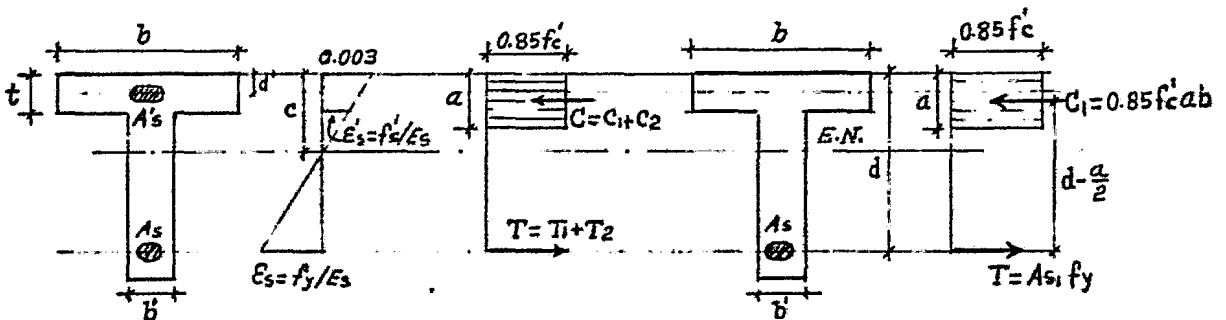 b
0.003
0.85f'c
b
0.85f'c
t
d'
A's
c
ε's=f's/Es
a
C=C1+C2
E.N.
d
a
C1=0.85f'c ab
d-a/2
As
T=T1+T2
As
εs=fy/Es
T=As1 fy
b'
b'